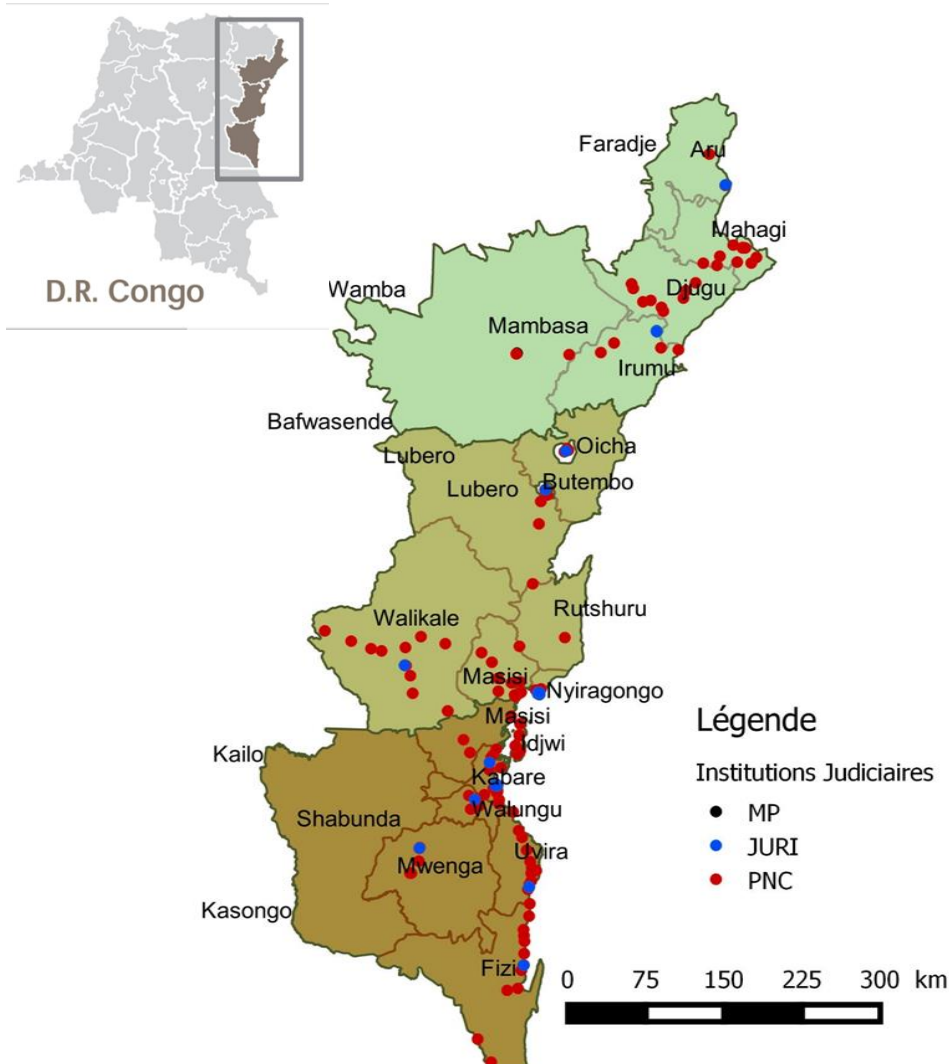 D.R. Congo
Faradje
Aru
Mahagi
Wamba
Djugu
Mambasa
Irumu
Bafwasende
Oicha
Lubero
Butembo
Lubero
Rutshuru
Walikale
Masisi
Nyiragongo
Masisi
Idjwi
Kailo
Kabare
Walungu
Shabunda
Uvira
Mwenga
Kasongo
Fizi
Légende
Institutions Judiciaires
MP
JURI
PNC
0 75 150 225 300 km